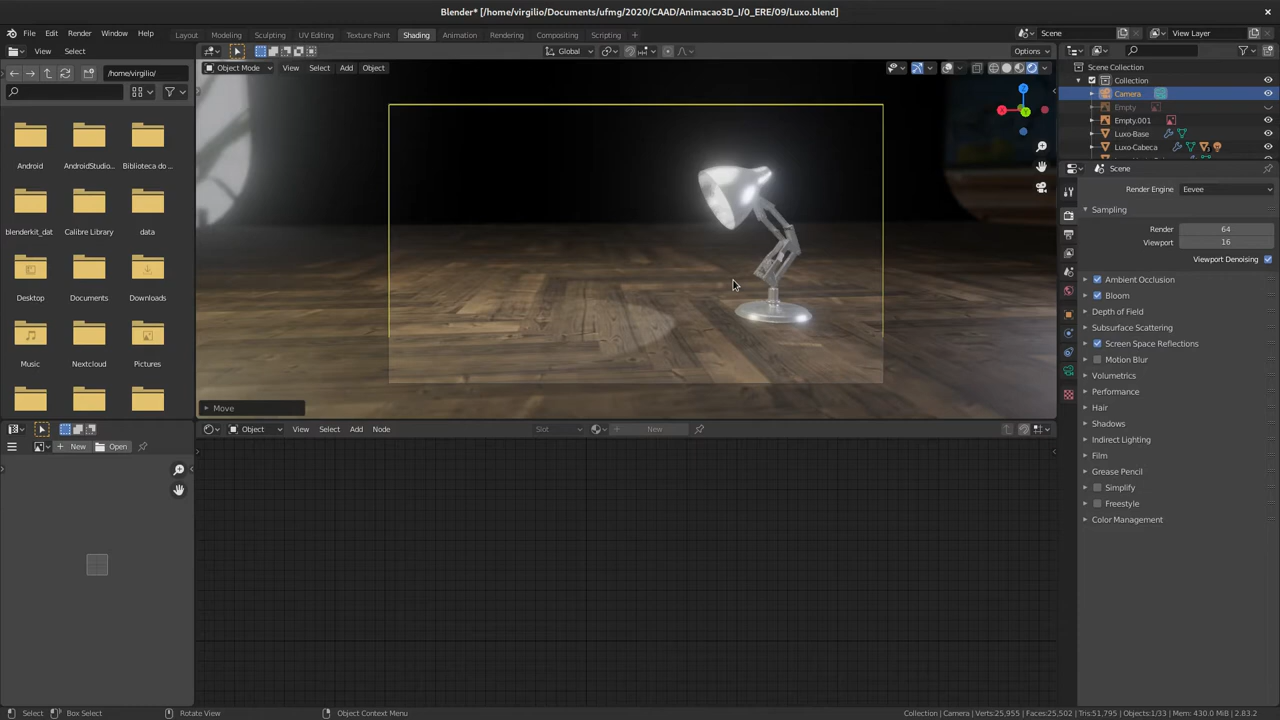 Blender* [/home/virgilio/Documents/ufmg/2020/CAAD/Animacao3D_I/0_ERE/09/Luxo.blend]
File Edit Render Window Help Layout Modeling Sculpting UV Editing Texture Paint Shading Animation Rendering Compositing Scripting + Scene View Layer
View Select Global Options
/home/virgilio/ Object Mode View Select Add Object Scene Collection
Collection
Camera
Empty
Empty.001
Luxo-Base
Luxo-Cabeca
Android AndroidStudio... Biblioteca do ...
blenderkit_dat Calibre Library data
Desktop Documents Downloads
Music Nextcloud Pictures
Move
Scene
Render Engine Eevee
Sampling
Render 64
Viewport 16
Viewport Denoising
Ambient Occlusion
Bloom
Depth of Field
Subsurface Scattering
Screen Space Reflections
Motion Blur
Volumetrics
Performance
Hair
Shadows
Indirect Lighting
Film
Grease Pencil
Simplify
Freestyle
Color Management
Object View Select Add Node Slot New
New Open
Select Box Select Rotate View Object Context Menu Collection | Camera | Verts:25,955 | Faces:25,502 | Tris:51,795 | Objects:1/33 | Mem: 430.0 MiB | 2.83.2